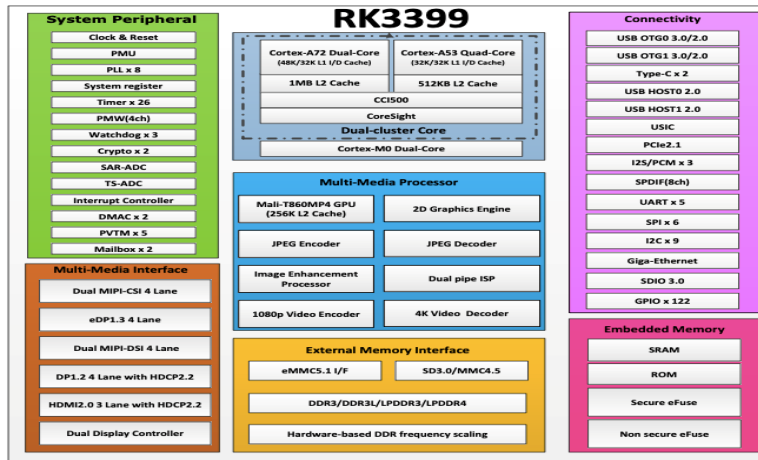 RK3399
System Peripheral
Clock & Reset
PMU
PLL x 8
System register
Timer x 26
PMW(4ch)
Watchdog x 3
Crypto x 2
SAR-ADC
TS-ADC
Interrupt Controller
DMAC x 2
PVTM x 5
Mailbox x 2
Multi-Media Interface
Dual MIPI-CSI 4 Lane
eDP1.3 4 Lane
Dual MIPI-DSI 4 Lane
DP1.2 4 Lane with HDCP2.2
HDMI2.0 3 Lane with HDCP2.2
Dual Display Controller
Cortex-A72 Dual-Core
(48K/32K L1 I/D Cache)
Cortex-A53 Quad-Core
(32K/32K L1 I/D Cache)
1MB L2 Cache
512KB L2 Cache
CCI500
CoreSight
Dual-cluster Core
Cortex-M0 Dual-Core
Multi-Media Processor
Mali-T860MP4 GPU
(256K L2 Cache)
2D Graphics Engine
JPEG Encoder
JPEG Decoder
Image Enhancement
Processor
Dual pipe ISP
1080p Video Encoder
4K Video Decoder
External Memory Interface
eMMC5.1 I/F
SD3.0/MMC4.5
DDR3/DDR3L/LPDDR3/LPDDR4
Hardware-based DDR frequency scaling
Connectivity
USB OTG0 3.0/2.0
USB OTG1 3.0/2.0
Type-C x 2
USB HOST0 2.0
USB HOST1 2.0
USIC
PCIe2.1
I2S/PCM x 3
SPDIF(8ch)
UART x 5
SPI x 6
I2C x 9
Giga-Ethernet
SDIO 3.0
GPIO x 122
Embedded Memory
SRAM
ROM
Secure eFuse
Non secure eFuse